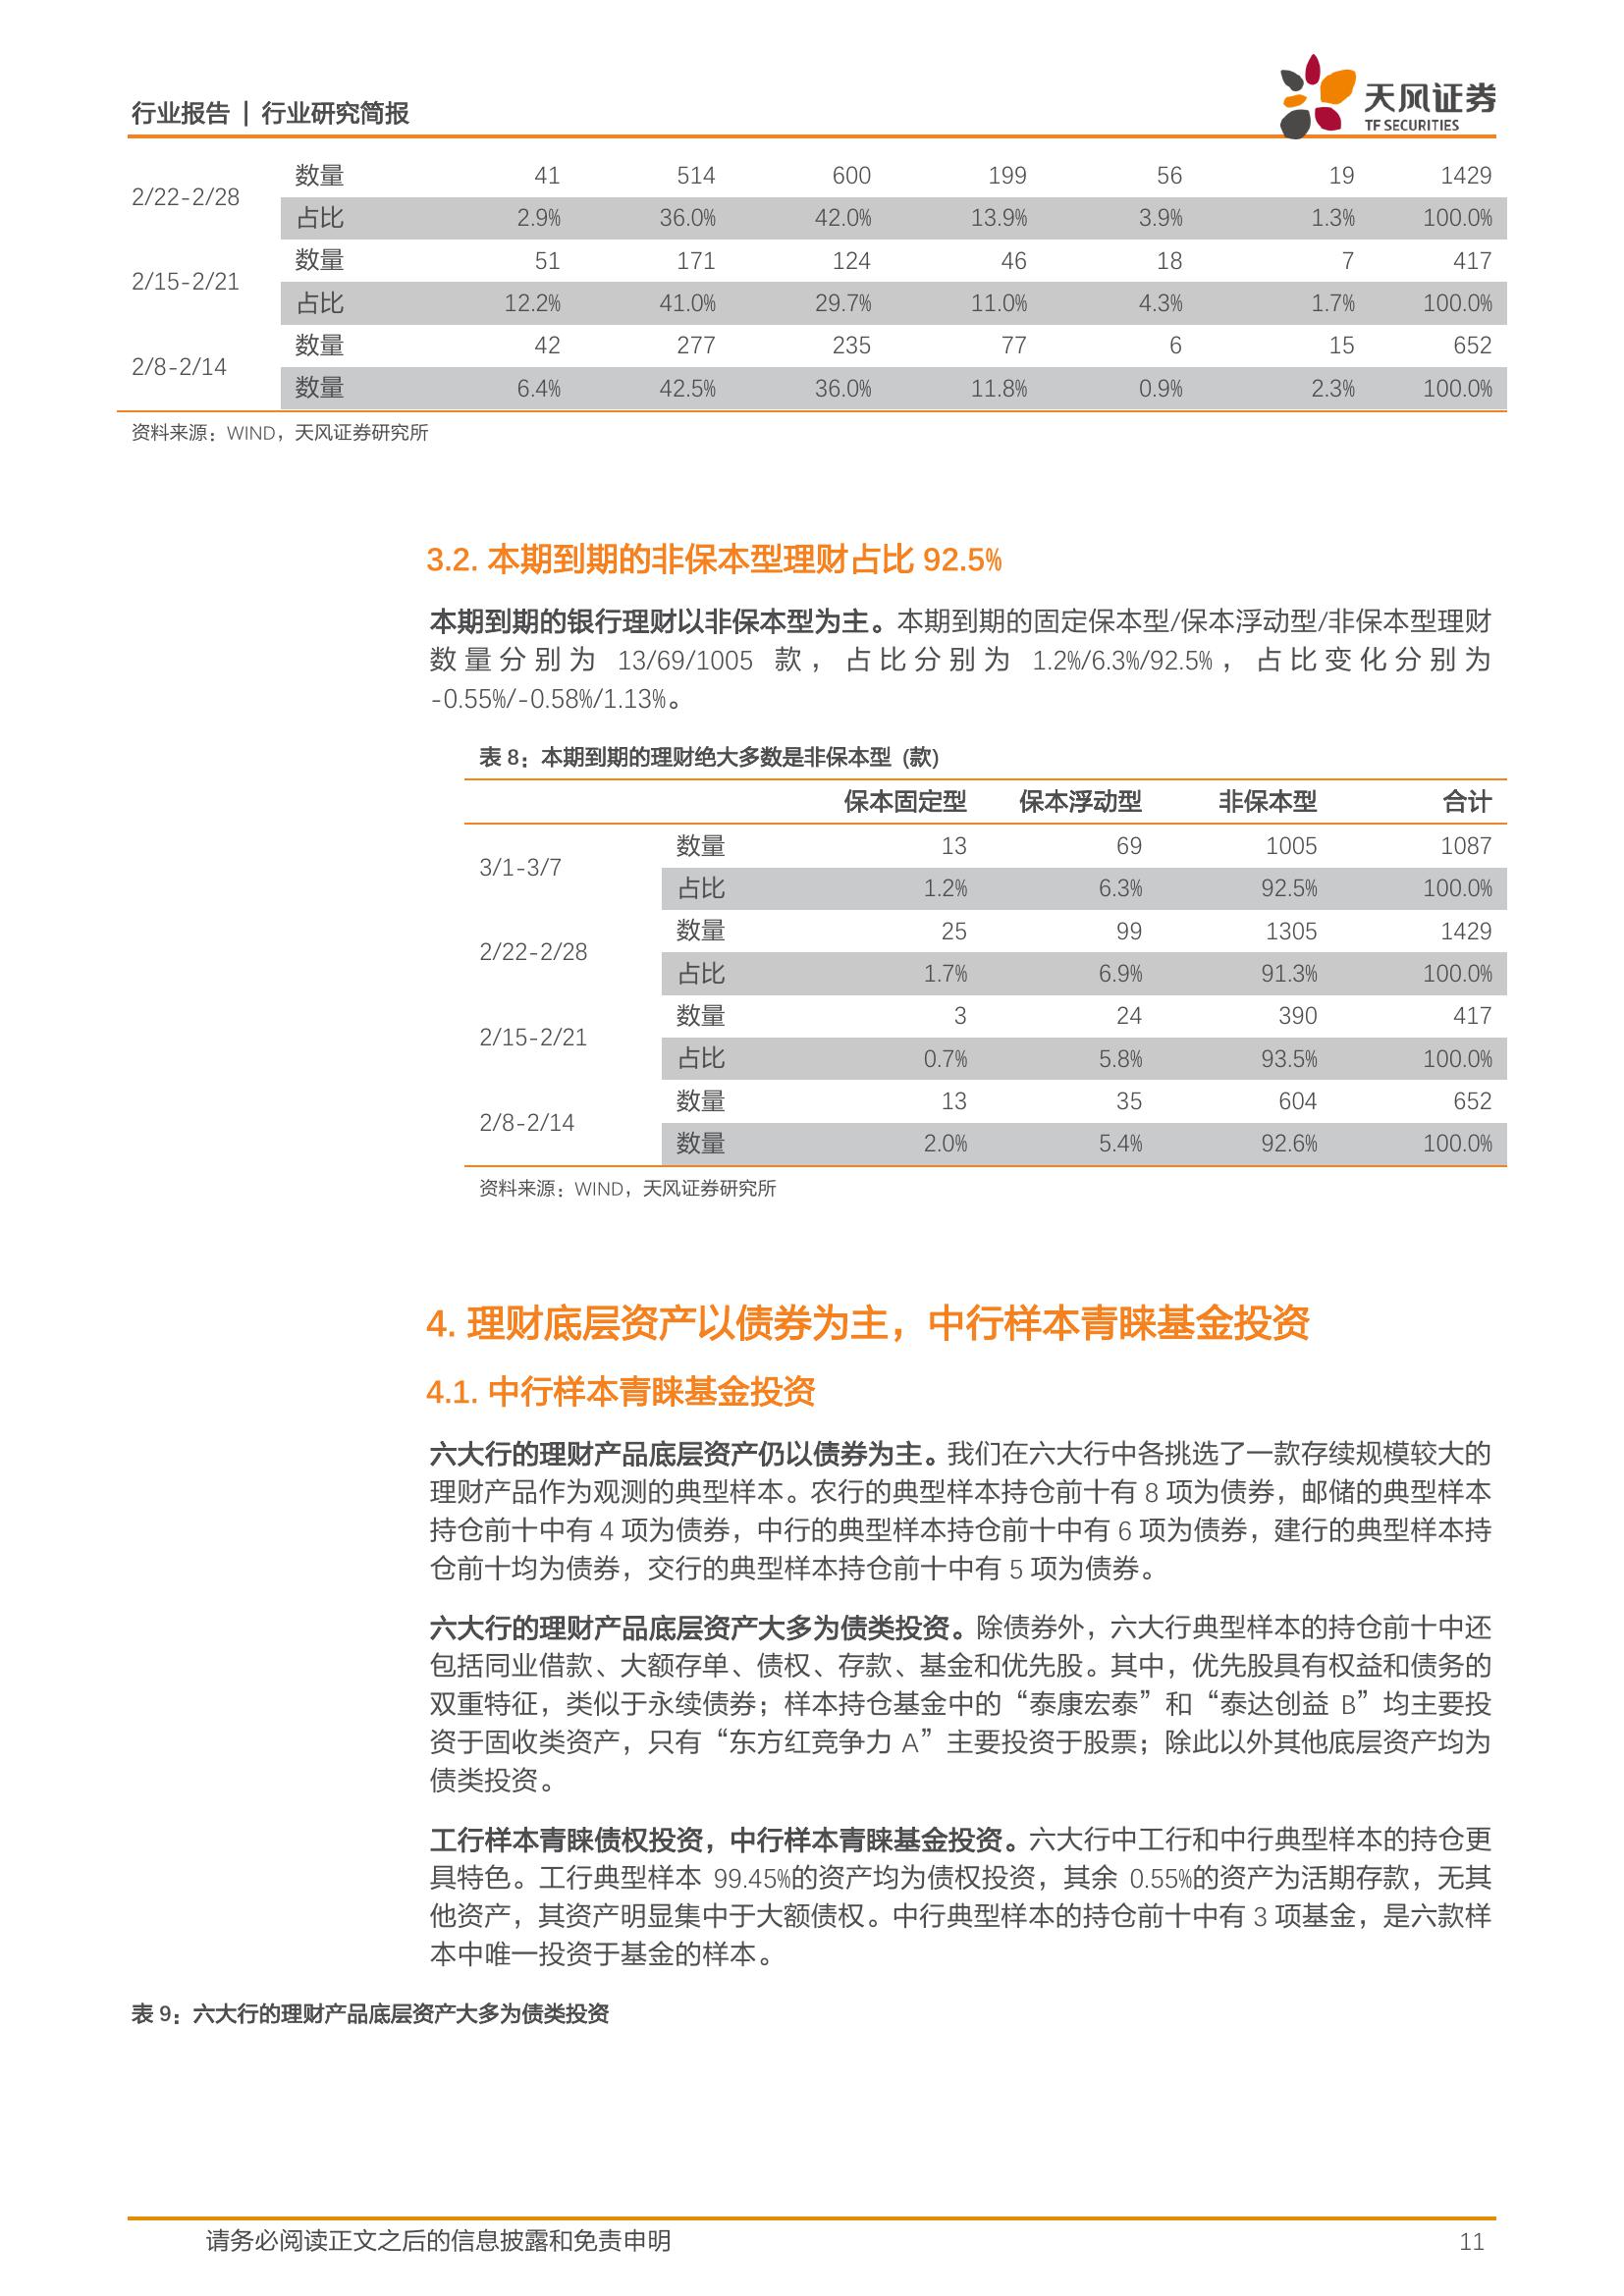 行业报告 | 行业研究简报
天风证券
TF SECURITIES
2/22-2/28 数量 41 514 600 199 56 19 1429
占比 2.9% 36.0% 42.0% 13.9% 3.9% 1.3% 100.0%
2/15-2/21 数量 51 171 124 46 18 7 417
占比 12.2% 41.0% 29.7% 11.0% 4.3% 1.7% 100.0%
2/8-2/14 数量 42 277 235 77 6 15 652
数量 6.4% 42.5% 36.0% 11.8% 0.9% 2.3% 100.0%
资料来源：WIND，天风证券研究所
3.2. 本期到期的非保本型理财占比 92.5%
本期到期的银行理财以非保本型为主。本期到期的固定保本型/保本浮动型/非保本型理财
数量分别为 13/69/1005 款，占比分别为 1.2%/6.3%/92.5%，占比变化分别为
-0.55%/-0.58%/1.13%。
表 8：本期到期的理财绝大多数是非保本型 (款)
保本固定型 保本浮动型 非保本型 合计
3/1-3/7 数量 13 69 1005 1087
占比 1.2% 6.3% 92.5% 100.0%
2/22-2/28 数量 25 99 1305 1429
占比 1.7% 6.9% 91.3% 100.0%
2/15-2/21 数量 3 24 390 417
占比 0.7% 5.8% 93.5% 100.0%
2/8-2/14 数量 13 35 604 652
数量 2.0% 5.4% 92.6% 100.0%
资料来源：WIND，天风证券研究所
4. 理财底层资产以债券为主，中行样本青睐基金投资
4.1. 中行样本青睐基金投资
六大行的理财产品底层资产仍以债券为主。我们在六大行中各挑选了一款存续规模较大的
理财产品作为观测的典型样本。农行的典型样本持仓前十有 8 项为债券，邮储的典型样本
持仓前十中有 4 项为债券，中行的典型样本持仓前十中有 6 项为债券，建行的典型样本持
仓前十均为债券，交行的典型样本持仓前十中有 5 项为债券。
六大行的理财产品底层资产大多为债类投资。除债券外，六大行典型样本的持仓前十中还
包括同业借款、大额存单、债权、存款、基金和优先股。其中，优先股具有权益和债务的
双重特征，类似于永续债券；样本持仓基金中的“泰康宏泰”和“泰达创益 B”均主要投
资于固收类资产，只有“东方红竞争力 A”主要投资于股票；除此以外其他底层资产均为
债类投资。
工行样本青睐债权投资，中行样本青睐基金投资。六大行中工行和中行典型样本的持仓更
具特色。工行典型样本 99.45%的资产均为债权投资，其余 0.55%的资产为活期存款，无其
他资产，其资产明显集中于大额债权。中行典型样本的持仓前十中有 3 项基金，是六款样
本中唯一投资于基金的样本。
表 9：六大行的理财产品底层资产大多为债类投资
请务必阅读正文之后的信息披露和免责申明 11